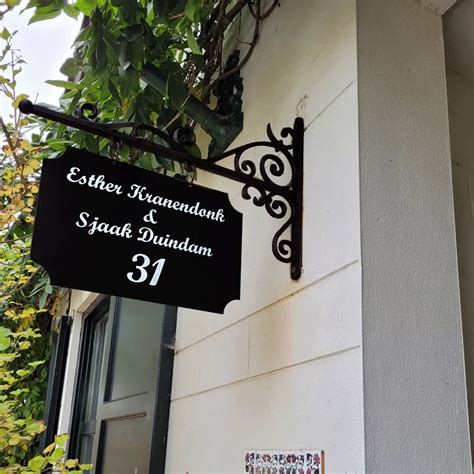 Esther Kranendonk
&
Sjaak Duindam
31